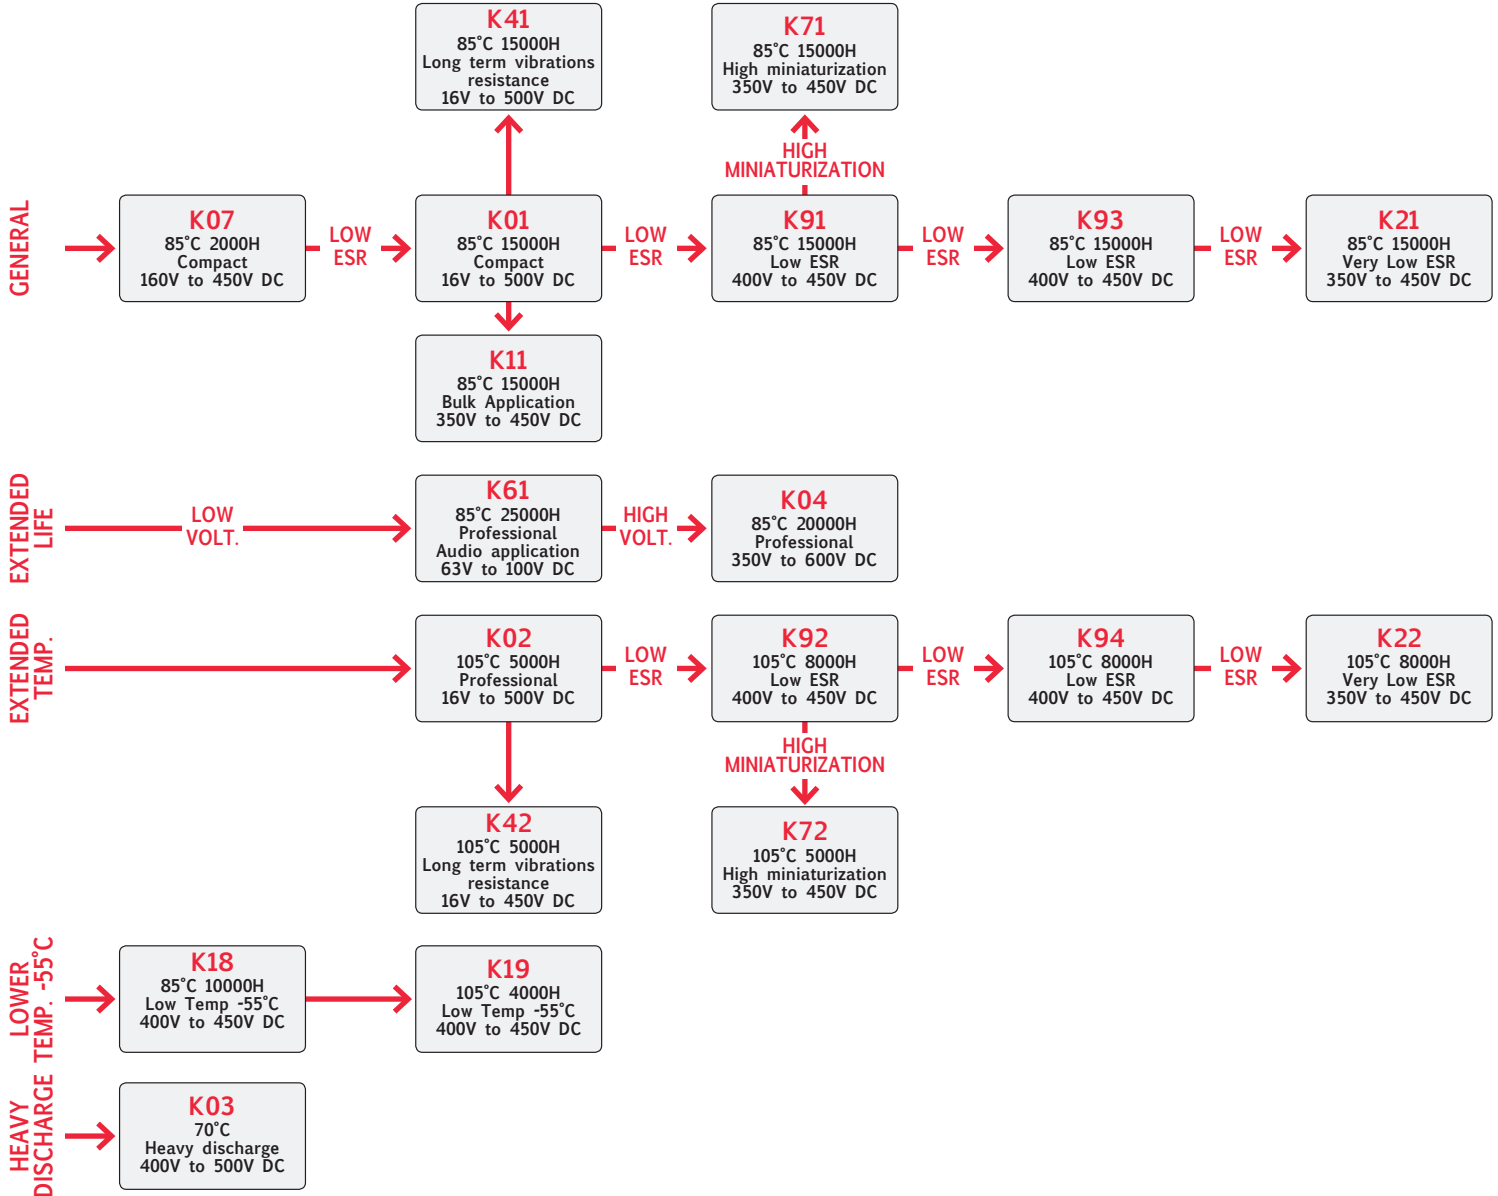 K41
85°C 15000H
Long term vibrations
resistance
16V to 500V DC
K71
85°C 15000H
High miniaturization
350V to 450V DC
HIGH
MINIATURIZATION
GENERAL
K07
85°C 2000H
Compact
160V to 450V DC
LOW
ESR
K01
85°C 15000H
Compact
16V to 500V DC
LOW
ESR
K91
85°C 15000H
Low ESR
400V to 450V DC
LOW
ESR
K93
85°C 15000H
Low ESR
400V to 450V DC
LOW
ESR
K21
85°C 15000H
Very Low ESR
350V to 450V DC
K11
85°C 15000H
Bulk Application
350V to 450V DC
EXTENDED
LIFE
LOW
VOLT.
K61
85°C 25000H
Professional
Audio application
63V to 100V DC
HIGH
VOLT.
K04
85°C 20000H
Professional
350V to 600V DC
EXTENDED
TEMP.
K02
105°C 5000H
Professional
16V to 500V DC
LOW
ESR
K92
105°C 8000H
Low ESR
400V to 450V DC
LOW
ESR
K94
105°C 8000H
Low ESR
400V to 450V DC
LOW
ESR
K22
105°C 8000H
Very Low ESR
350V to 450V DC
HIGH
MINIATURIZATION
K42
105°C 5000H
Long term vibrations
resistance
16V to 450V DC
K72
105°C 5000H
High miniaturization
350V to 450V DC
LOWER
TEMP. -55°C
K18
85°C 10000H
Low Temp -55°C
400V to 450V DC
K19
105°C 4000H
Low Temp -55°C
400V to 450V DC
HEAVY
DISCHARGE
K03
70°C
Heavy discharge
400V to 500V DC